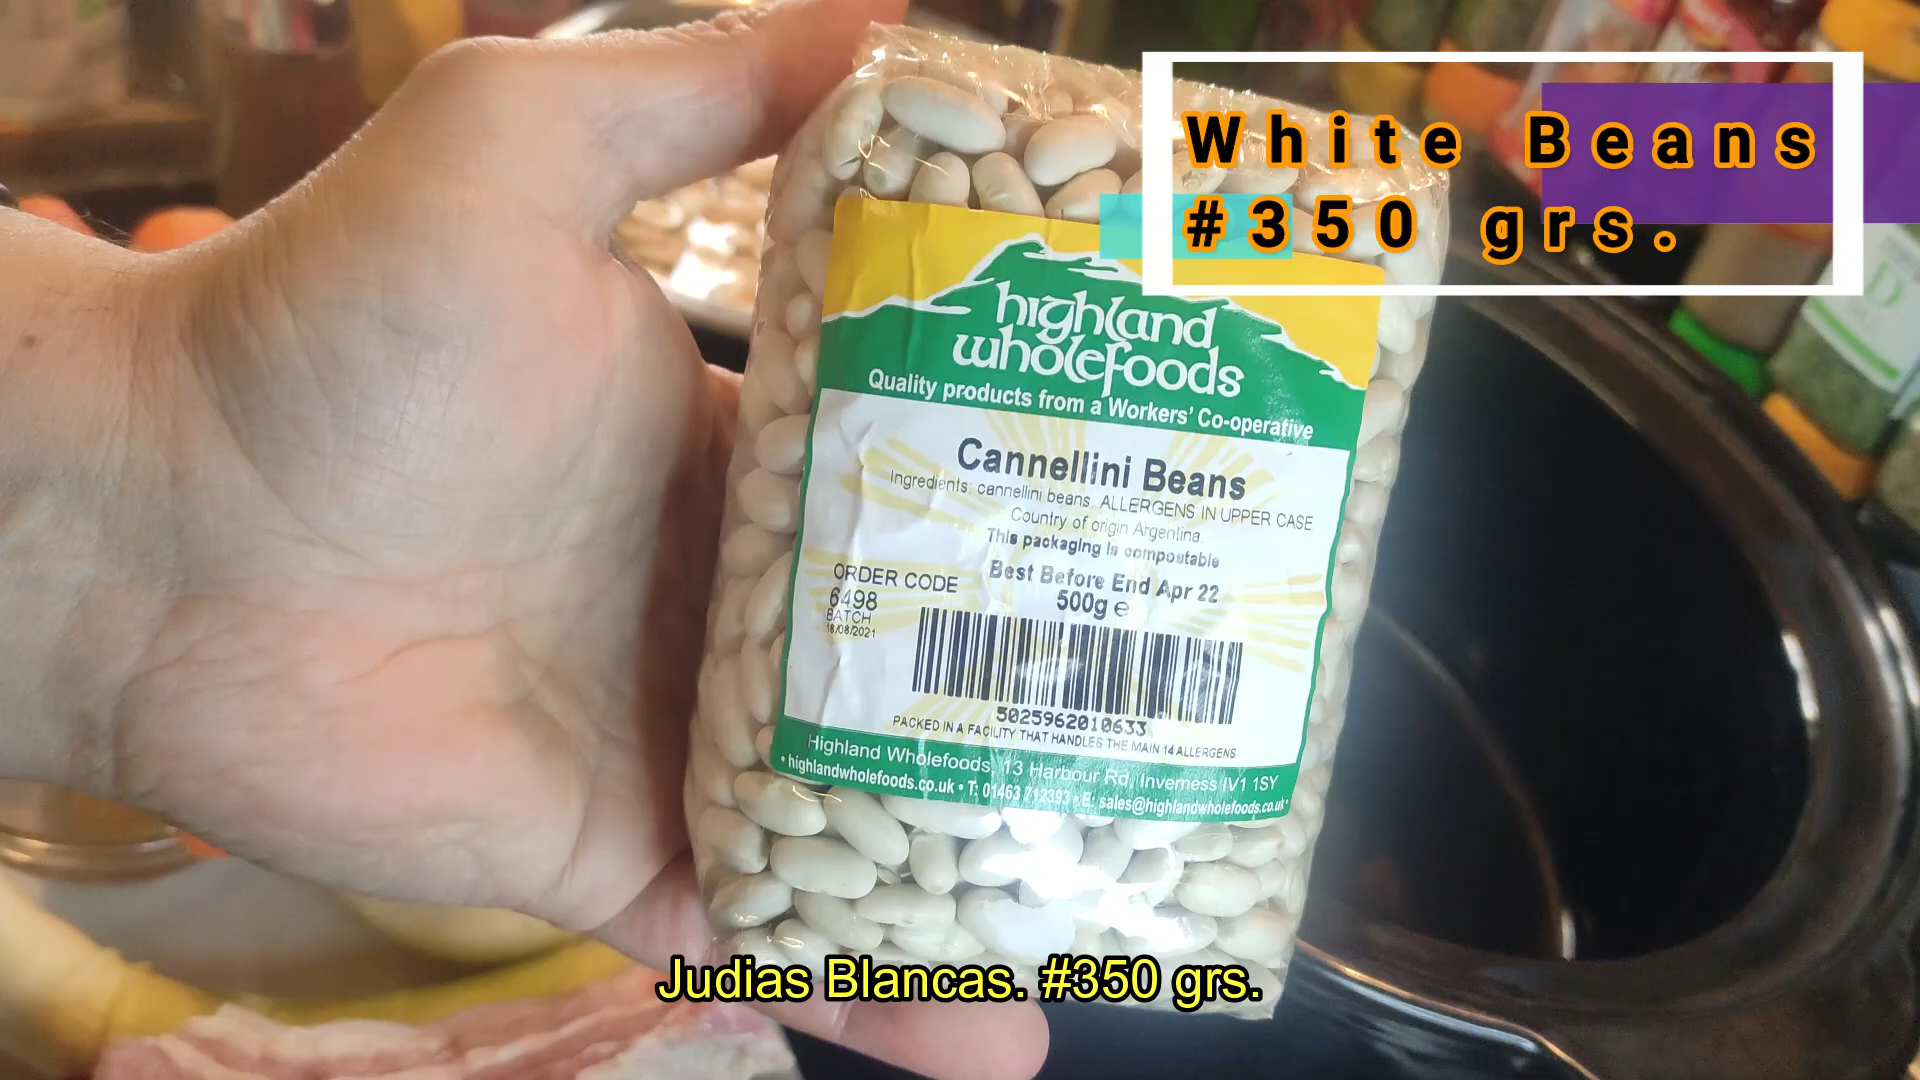 White Beans
#350 grs.
highland
wholefoods
Quality products from a Workers' Co-operative
Cannellini Beans
Ingredients: cannellini beans. ALLERGENS IN UPPER CASE
Country of origin Argentina.
This packaging is compostable
Best Before End Apr 22
500g e
ORDER CODE
6498
BATCH
18/08/2021
5025962010633
PACKED IN A FACILITY THAT HANDLES THE MAIN 14 ALLERGENS
Highland Wholefoods, 13 Harbour Rd, Inverness IV1 1SY
• highlandwholefoods.co.uk • T: 01463 712393 • E: sales@highlandwholefoods.co.uk •
Judias Blancas. #350 grs.